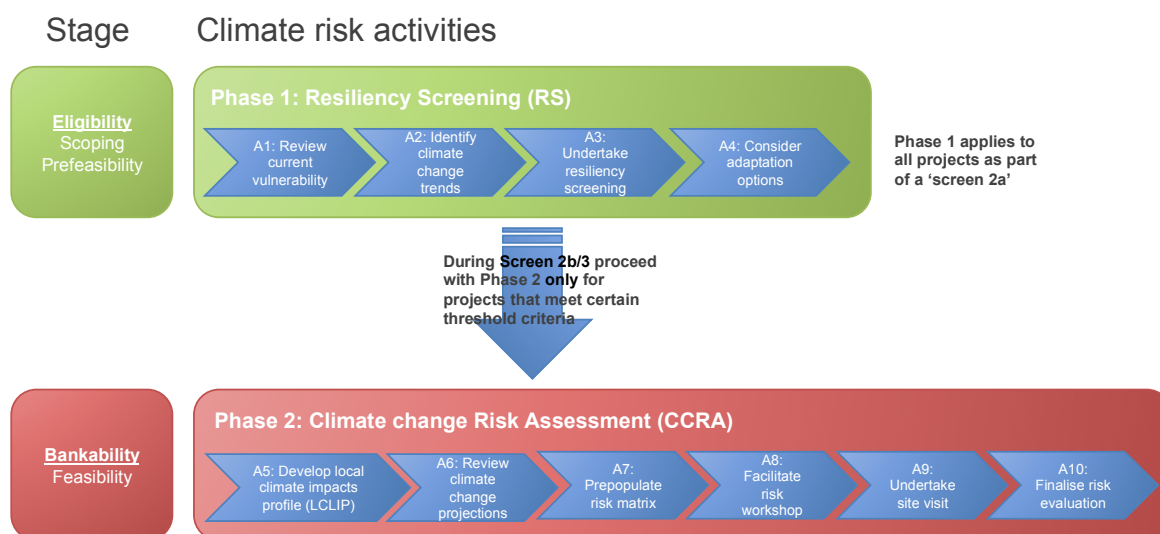 Stage
Climate risk activities
Eligibility
Scoping
Prefeasibility
Phase 1: Resiliency Screening (RS)
A1: Review
current
vulnerability
A2: Identify
climate
change
trends
A3:
Undertake
resiliency
screening
A4: Consider
adaptation
options
Phase 1 applies to
all projects as part
of a ‘screen 2a’
During Screen 2b/3 proceed
with Phase 2 only for
projects that meet certain
threshold criteria
Bankability
Feasibility
Phase 2: Climate change Risk Assessment (CCRA)
A5: Develop local
climate impacts
profile (LCLIP)
A6: Review
climate
change
projections
A7:
Prepopulate
risk matrix
A8:
Facilitate
risk
workshop
A9:
Undertake
site visit
A10:
Finalise risk
evaluation